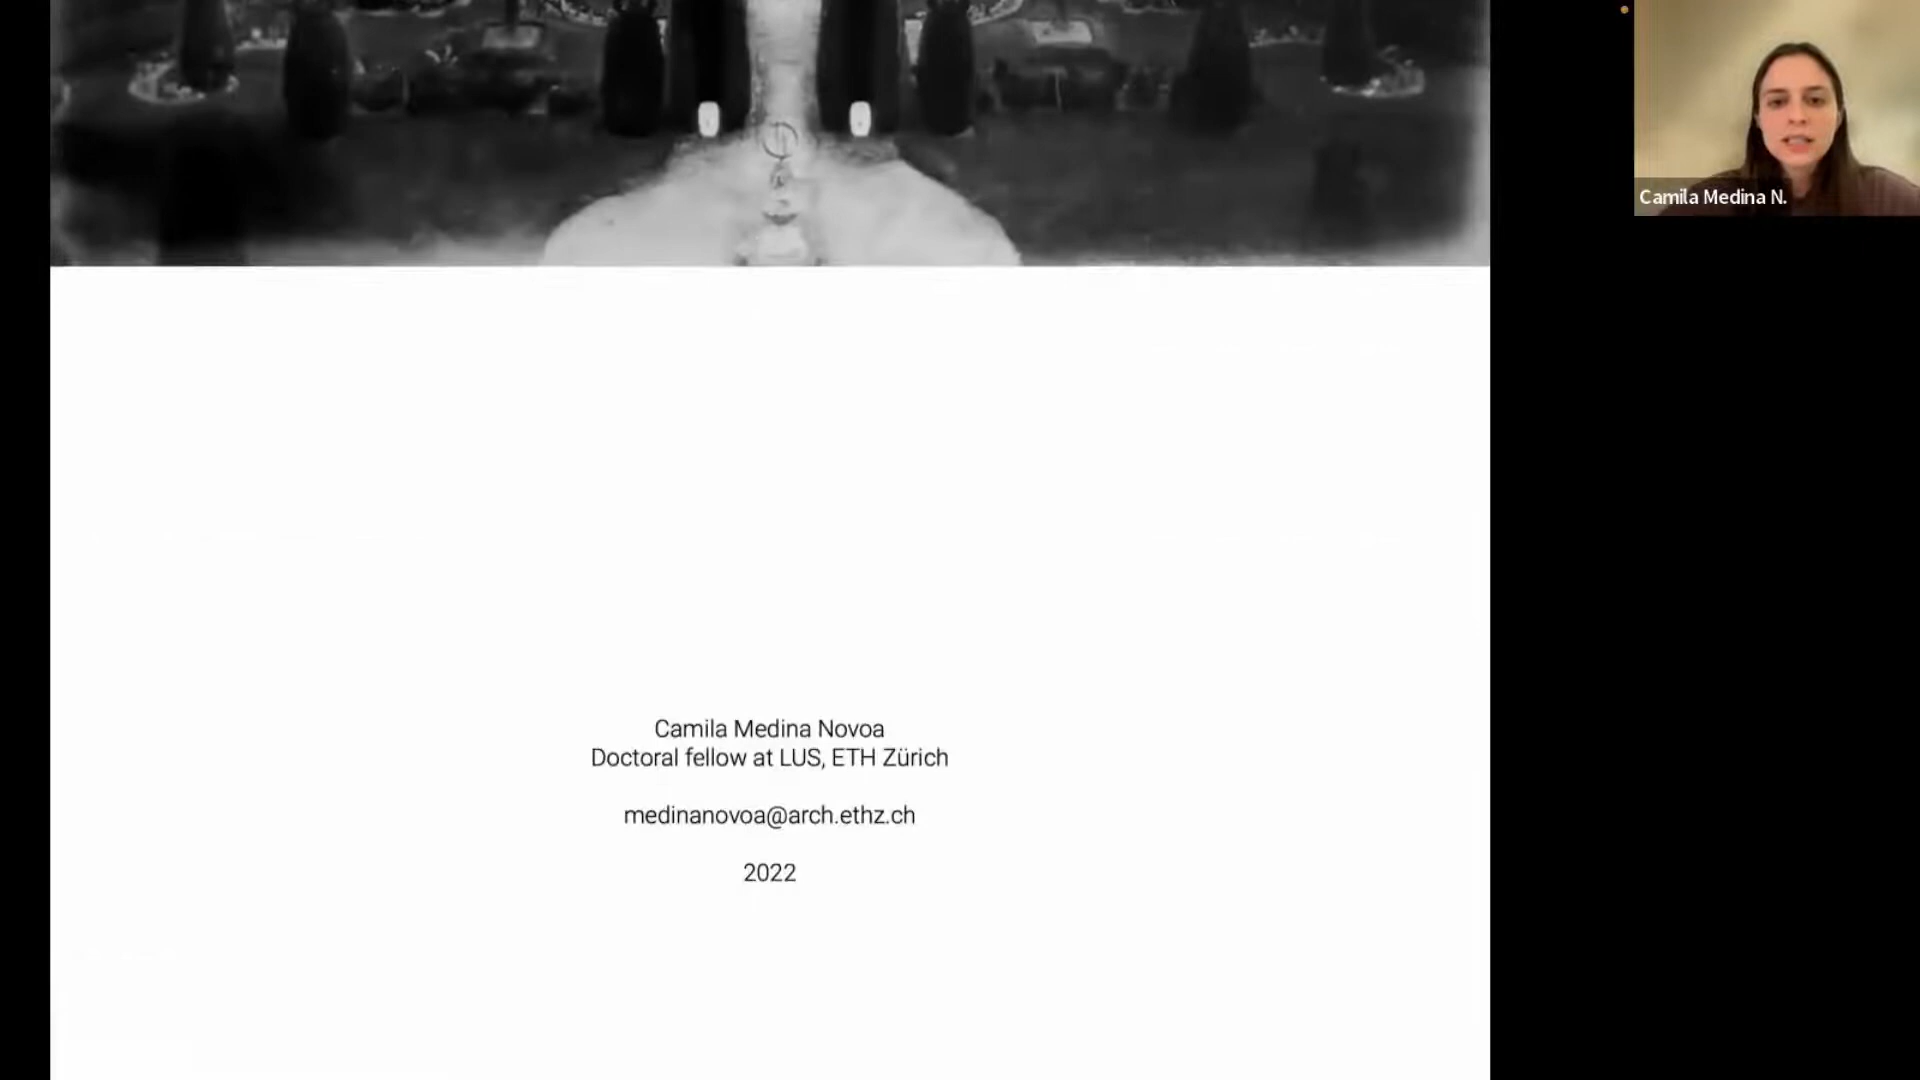 Camila Medina N.
Camila Medina Novoa
Doctoral fellow at LUS, ETH Zürich
medinanovoa@arch.ethz.ch
2022